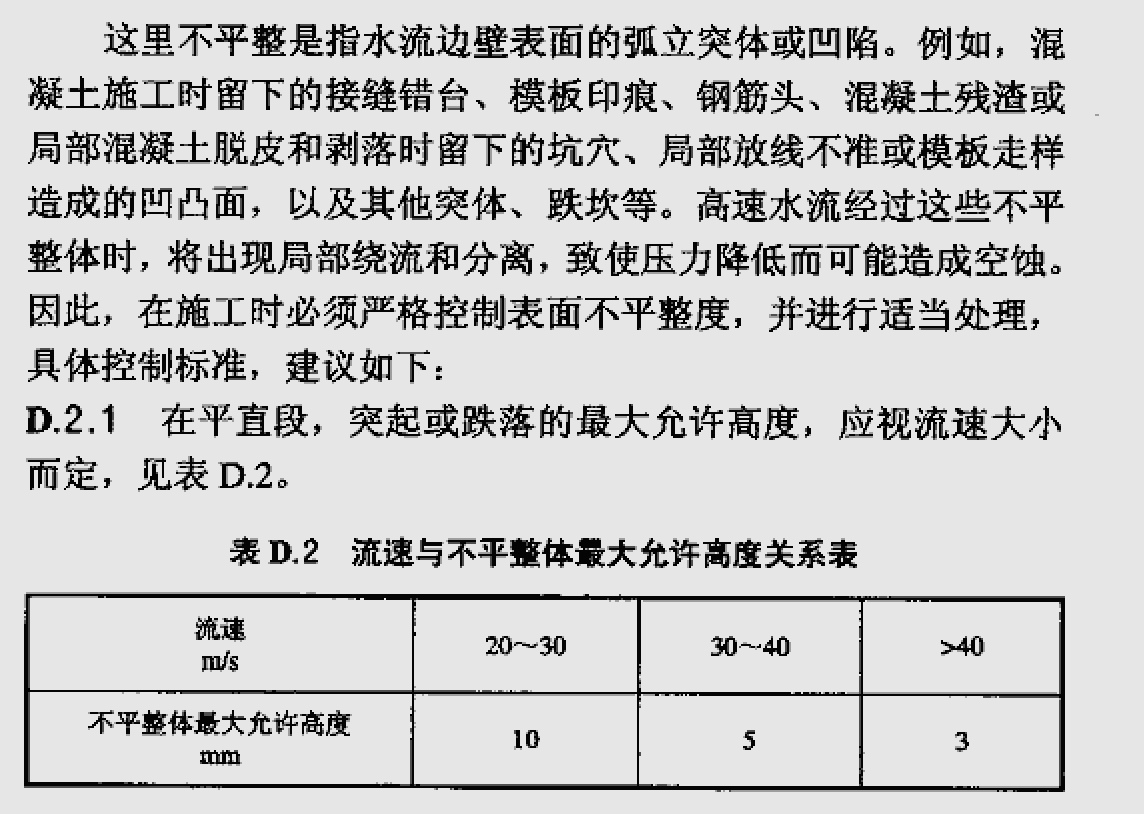 这里不平整是指水流边壁表面的弧立突体或凹陷。例如，混
凝土施工时留下的接缝错台、模板印痕、钢筋头、混凝土残渣或
局部混凝土脱皮和剥落时留下的坑穴、局部放线不准或模板走样
造成的凹凸面，以及其他突体、跌坎等。高速水流经过这些不平
整体时，将出现局部绕流和分离，致使压力降低而可能造成空蚀。
因此，在施工时必须严格控制表面不平整度，并进行适当处理，
具体控制标准，建议如下：
D.2.1 在平直段，突起或跌落的最大允许高度，应视流速大小
而定，见表 D.2。
表 D.2 流速与不平整体最大允许高度关系表
流速
m/s
20～30
30～40
>40
不平整体最大允许高度
mm
10
5
3